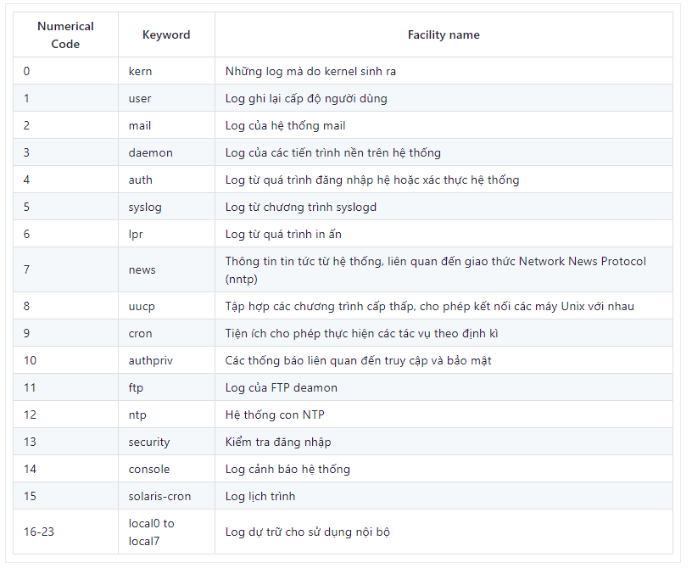 Numerical
Code
Keyword
Facility name
0 kern Những log mà do kernel sinh ra
1 user Log ghi lại cấp độ người dùng
2 mail Log của hệ thống mail
3 daemon Log của các tiến trình nền trên hệ thống
4 auth Log từ quá trình đăng nhập hệ hoặc xác thực hệ thống
5 syslog Log từ chương trình syslogd
6 lpr Log từ quá trình in ấn
7 news Thông tin tin tức từ hệ thống, liên quan đến giao thức Network News Protocol
(nntp)
8 uucp Tập hợp các chương trình cấp thấp, cho phép kết nối các máy Unix với nhau
9 cron Tiện ích cho phép thực hiện các tác vụ theo định kì
10 authpriv Các thông báo liên quan đến truy cập và bảo mật
11 ftp Log của FTP deamon
12 ntp Hệ thống con NTP
13 security Kiểm tra đăng nhập
14 console Log cảnh báo hệ thống
15 solaris-cron Log lịch trình
16-23 local0 to
local7
Log dự trữ cho sử dụng nội bộ